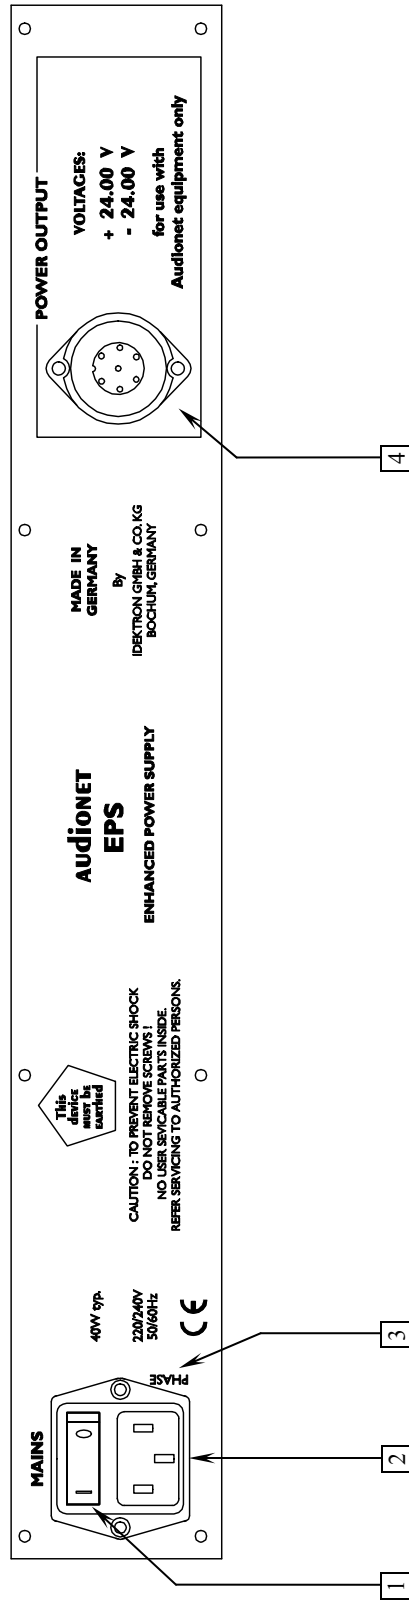 MAINS
I
O
PHASE
40W typ.
220/240V
50/60Hz
CE
This
device
must be
earthed
CAUTION : TO PREVENT ELECTRIC SHOCK
DO NOT REMOVE SCREWS !
NO USER SEVICABLE PARTS INSIDE.
REFER SERVICING TO AUTHORIZED PERSONS.
Audionet
EPS
ENHANCED POWER SUPPLY
MADE IN
GERMANY
By
IDEKTRON GMBH & CO. KG
BOCHUM, GERMANY
POWER OUTPUT
VOLTAGES:
+ 24.00 V
- 24.00 V
for use with
Audionet equipment only
1
2
3
4